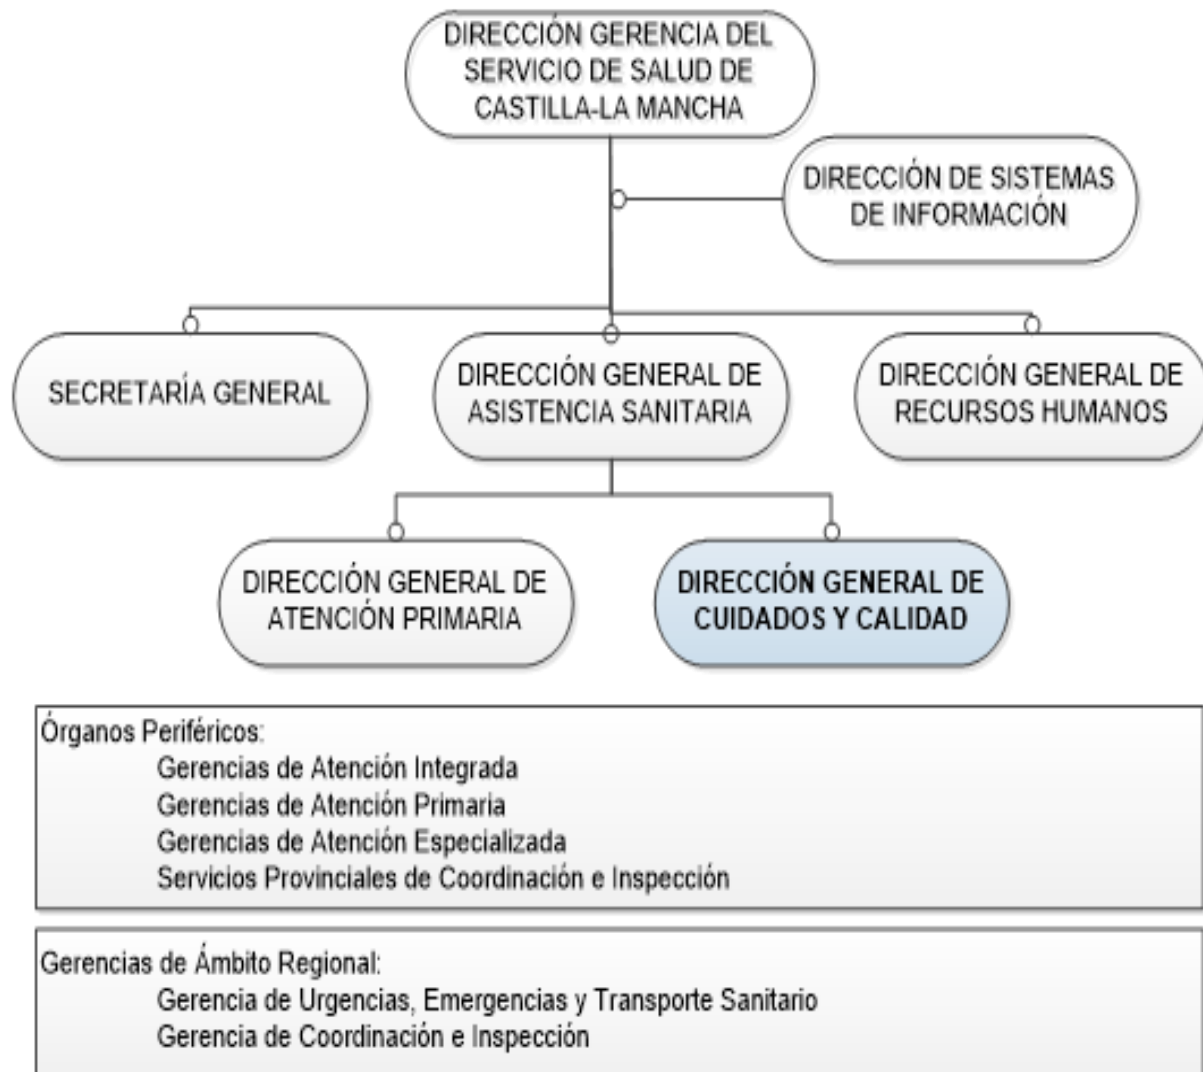 DIRECCIÓN GERENCIA DEL
SERVICIO DE SALUD DE
CASTILLA-LA MANCHA
DIRECCIÓN DE SISTEMAS
DE INFORMACIÓN
SECRETARÍA GENERAL
DIRECCIÓN GENERAL DE
ASISTENCIA SANITARIA
DIRECCIÓN GENERAL DE
RECURSOS HUMANOS
DIRECCIÓN GENERAL DE
ATENCIÓN PRIMARIA
DIRECCIÓN GENERAL DE
CUIDADOS Y CALIDAD
Órganos Periféricos:
Gerencias de Atención Integrada
Gerencias de Atención Primaria
Gerencias de Atención Especializada
Servicios Provinciales de Coordinación e Inspección
Gerencias de Ámbito Regional:
Gerencia de Urgencias, Emergencias y Transporte Sanitario
Gerencia de Coordinación e Inspección